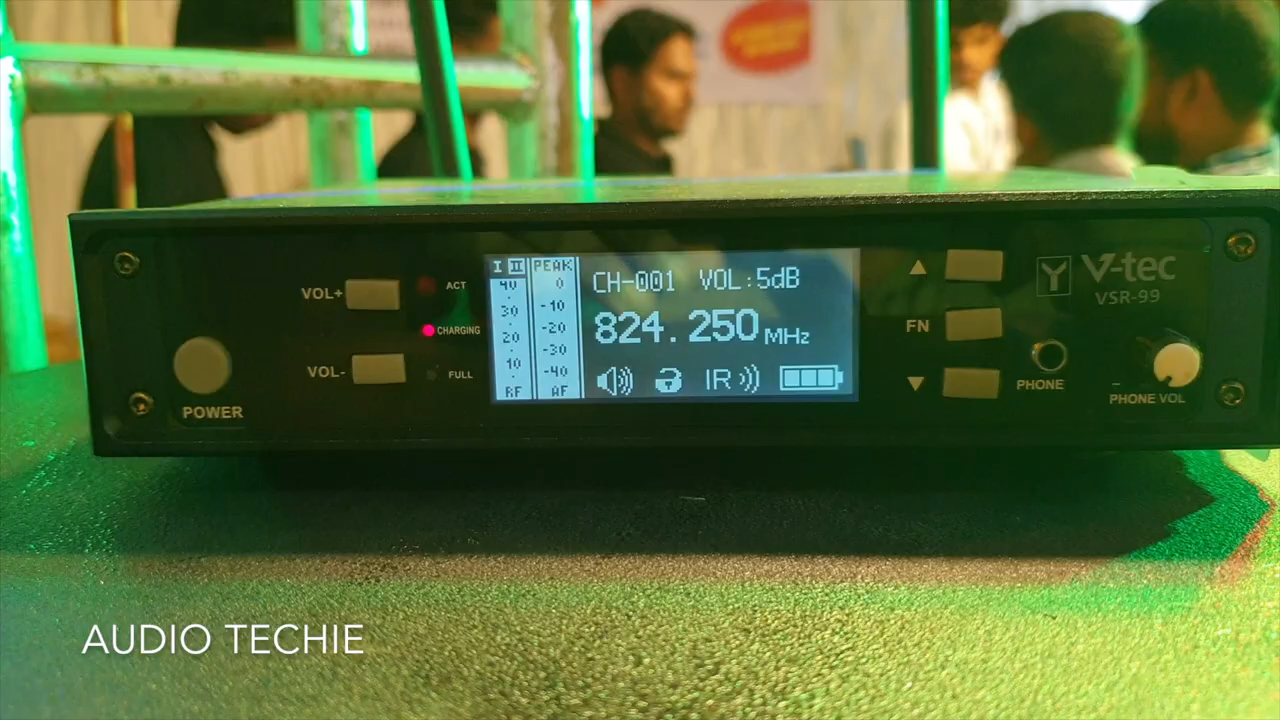 VOL+
VOL-
POWER
ACT
CHARGING
FULL
I II PEAK
40 0
30 -10
20 -20
10 -30
-40
RF AF
CH-001 VOL:5dB
824.250 MHz
IR
FN
Y V-tec
VSR-99
PHONE
PHONE VOL
AUDIO TECHIE